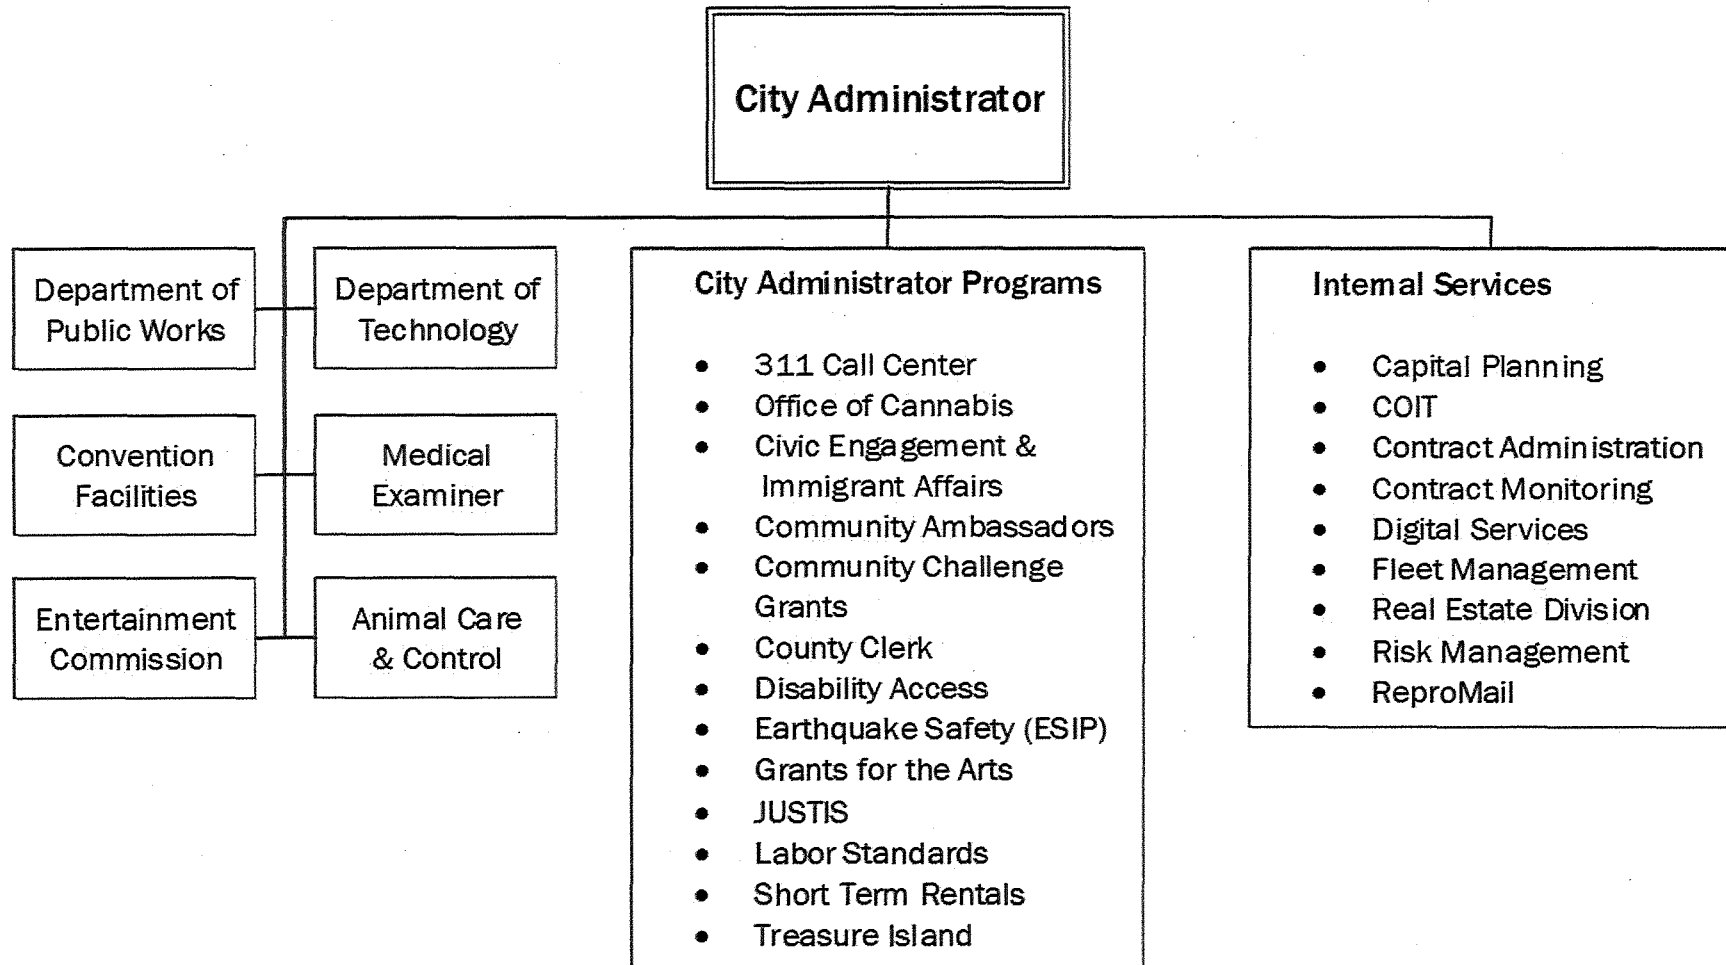 City Administrator
Department of
Public Works
Department of
Technology
Convention
Facilities
Medical
Examiner
Entertainment
Commission
Animal Care
& Control
City Administrator Programs
• 311 Call Center
• Office of Cannabis
• Civic Engagement &
Immigrant Affairs
• Community Ambassadors
• Community Challenge
Grants
• County Clerk
• Disability Access
• Earthquake Safety (ESIP)
• Grants for the Arts
• JUSTIS
• Labor Standards
• Short Term Rentals
• Treasure Island
Internal Services
• Capital Planning
• COIT
• Contract Administration
• Contract Monitoring
• Digital Services
• Fleet Management
• Real Estate Division
• Risk Management
• ReproMail